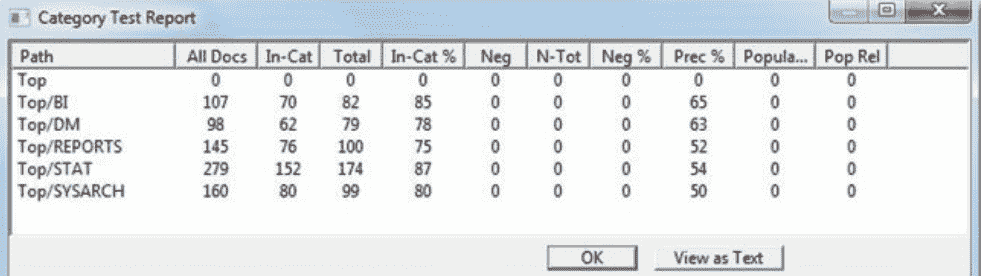 Category Test Report
Path All Docs In-Cat Total In-Cat % Neg N-Tot Neg % Prec % Popula... Pop Rel
Top 0 0 0 0 0 0 0 0 0 0
Top/BI 107 70 82 85 0 0 0 65 0 0
Top/DM 98 62 79 78 0 0 0 63 0 0
Top/REPORTS 145 76 100 75 0 0 0 52 0 0
Top/STAT 279 152 174 87 0 0 0 54 0 0
Top/SYSARCH 160 80 99 80 0 0 0 50 0 0
OK View as Text